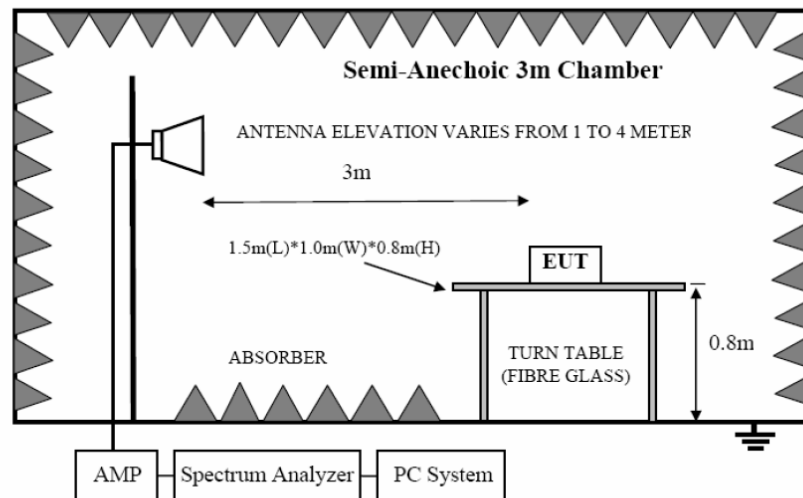 Semi-Anechoic 3m Chamber
ANTENNA ELEVATION VARIES FROM 1 TO 4 METER
3m
1.5m(L)*1.0m(W)*0.8m(H)
EUT
0.8m
ABSORBER
TURN TABLE
(FIBRE GLASS)
AMP
Spectrum Analyzer
PC System